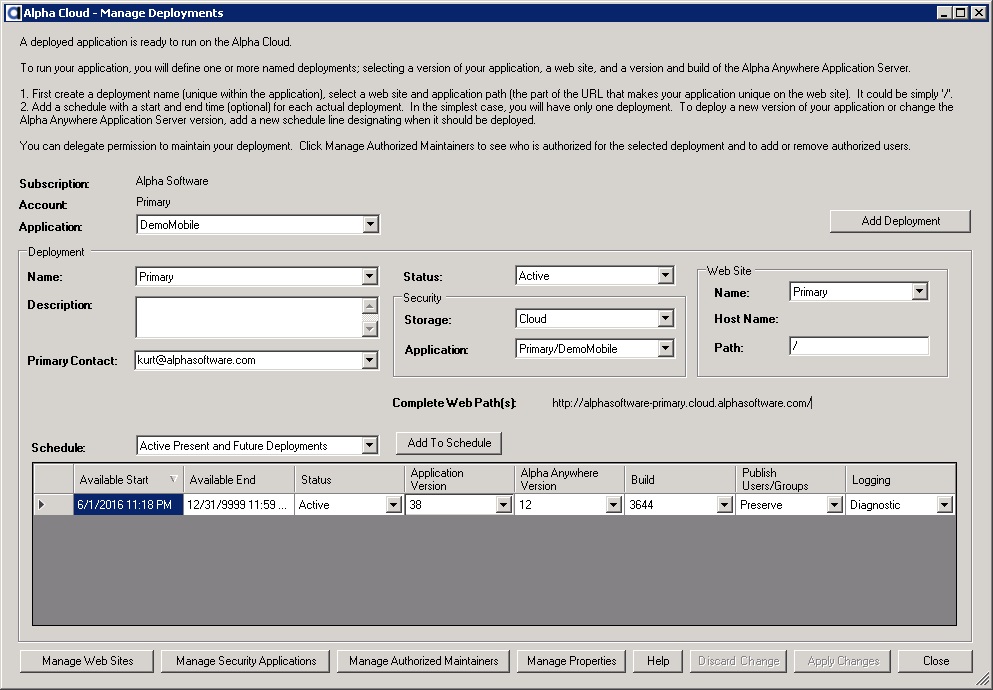 Alpha Cloud - Manage Deployments
A deployed application is ready to run on the Alpha Cloud.
To run your application, you will define one or more named deployments; selecting a version of your application, a web site, and a version and build of the Alpha Anywhere Application Server.
1. First create a deployment name (unique within the application), select a web site and application path (the part of the URL that makes your application unique on the web site). It could be simply '/'.
2. Add a schedule with a start and end time (optional) for each actual deployment. In the simplest case, you will have only one deployment. To deploy a new version of your application or change the
Alpha Anywhere Application Server version, add a new schedule line designating when it should be deployed.
You can delegate permission to maintain your deployment. Click Manage Authorized Maintainers to see who is authorized for the selected deployment and to add or remove authorized users.
Subscription: Alpha Software
Account: Primary
Application: DemoMobile
Add Deployment
Deployment
Name: Primary
Description:
Primary Contact: kurt@alphasoftware.com
Status: Active
Security
Storage: Cloud
Application: Primary/DemoMobile
Web Site
Name: Primary
Host Name:
Path: /
Complete Web Path(s): http://alphasoftware-primary.cloud.alphasoftware.com/
Schedule: Active Present and Future Deployments
Add To Schedule
Available Start Available End Status Application Version Alpha Anywhere Version Build Publish Users/Groups Logging
6/1/2016 11:18 PM 12/31/9999 11:59 ... Active 38 12 3644 Preserve Diagnostic
Manage Web Sites Manage Security Applications Manage Authorized Maintainers Manage Properties Help Discard Change Apply Changes Close